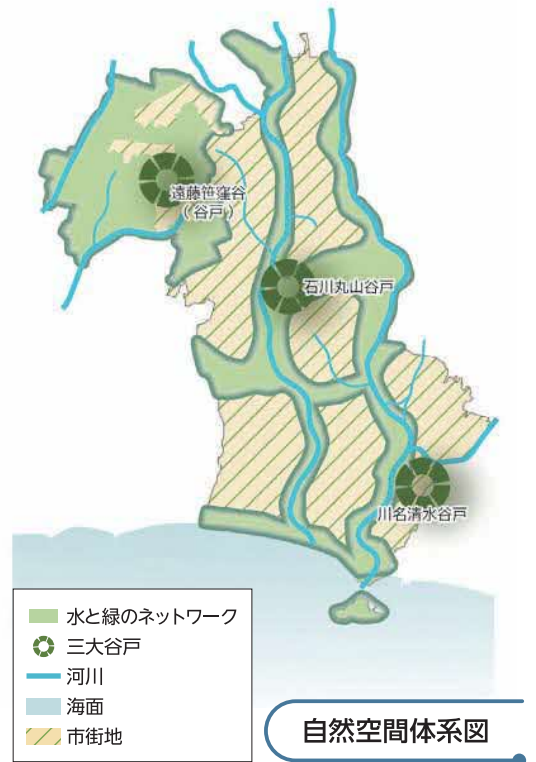 遠藤笹窪谷
（谷戸）
石川丸山谷戸
川名清水谷戸
水と緑のネットワーク
三大谷戸
河川
海面
市街地
自然空間体系図